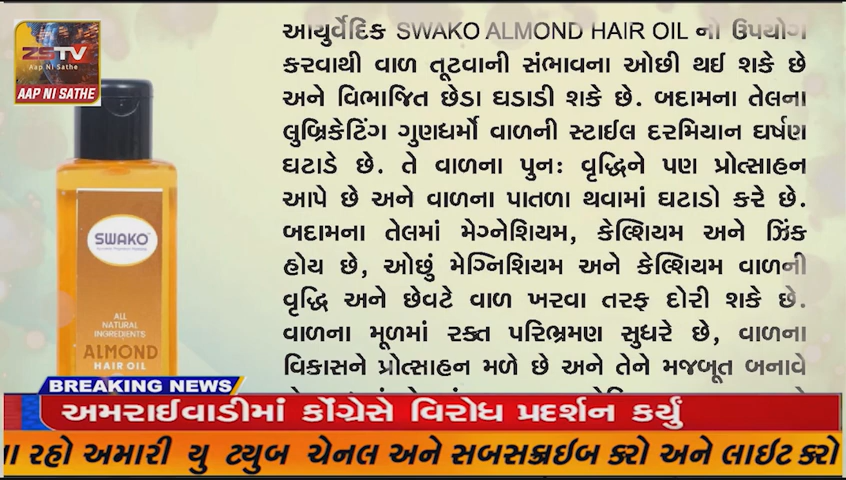 ZSTV
Aap Ni Sathe
AAP NI SATHE
આયુર્વેદિક SWAKO ALMOND HAIR OIL નો ઉપયોગ
કરવાથી વાળ તૂટવાની સંભાવના ઓછી થઈ શકે છે
અને વિભાજિત છેડા ઘડાડી શકે છે. બદામના તેલના
લુબ્રિકેટિંગ ગુણધર્મો વાળની સ્ટાઈલ દરમિયાન ઘર્ષણ
ઘટાડે છે. તે વાળના પુનઃ વૃદ્ધિને પણ પ્રોત્સાહન
આપે છે અને વાળના પાતળા થવામાં ઘટાડો કરે છે.
બદામના તેલમાં મેગ્નેશિયમ, કેલ્શિયમ અને ઝિંક
હોય છે, ઓછું મેગ્નિશિયમ અને કેલ્શિયમ વાળની
વૃદ્ધિ અને છેવટે વાળ ખરવા તરફ દોરી શકે છે.
વાળના મૂળમાં રક્ત પરિભ્રમણ સુધરે છે, વાળના
વિકાસને પ્રોત્સાહન મળે છે અને તેને મજબૂત બનાવે
SWAKO
ALL
NATURAL
INGREDIENTS
ALMOND
HAIR OIL
BREAKING NEWS
અમરાઈવાડીમાં કોંગ્રેસે વિરોધ પ્રદર્શન કર્યું
રહો અમારી યુ ટ્યુબ ચેનલ અને સબસક્રાઇબ કરો અને લાઈટ કરો